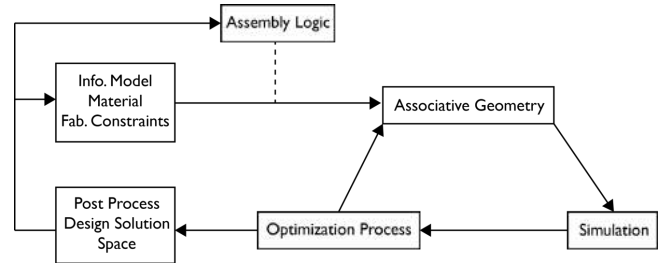 Assembly Logic
Info. Model
Material
Fab. Constraints
Associative Geometry
Post Process
Design Solution
Space
Optimization Process
Simulation